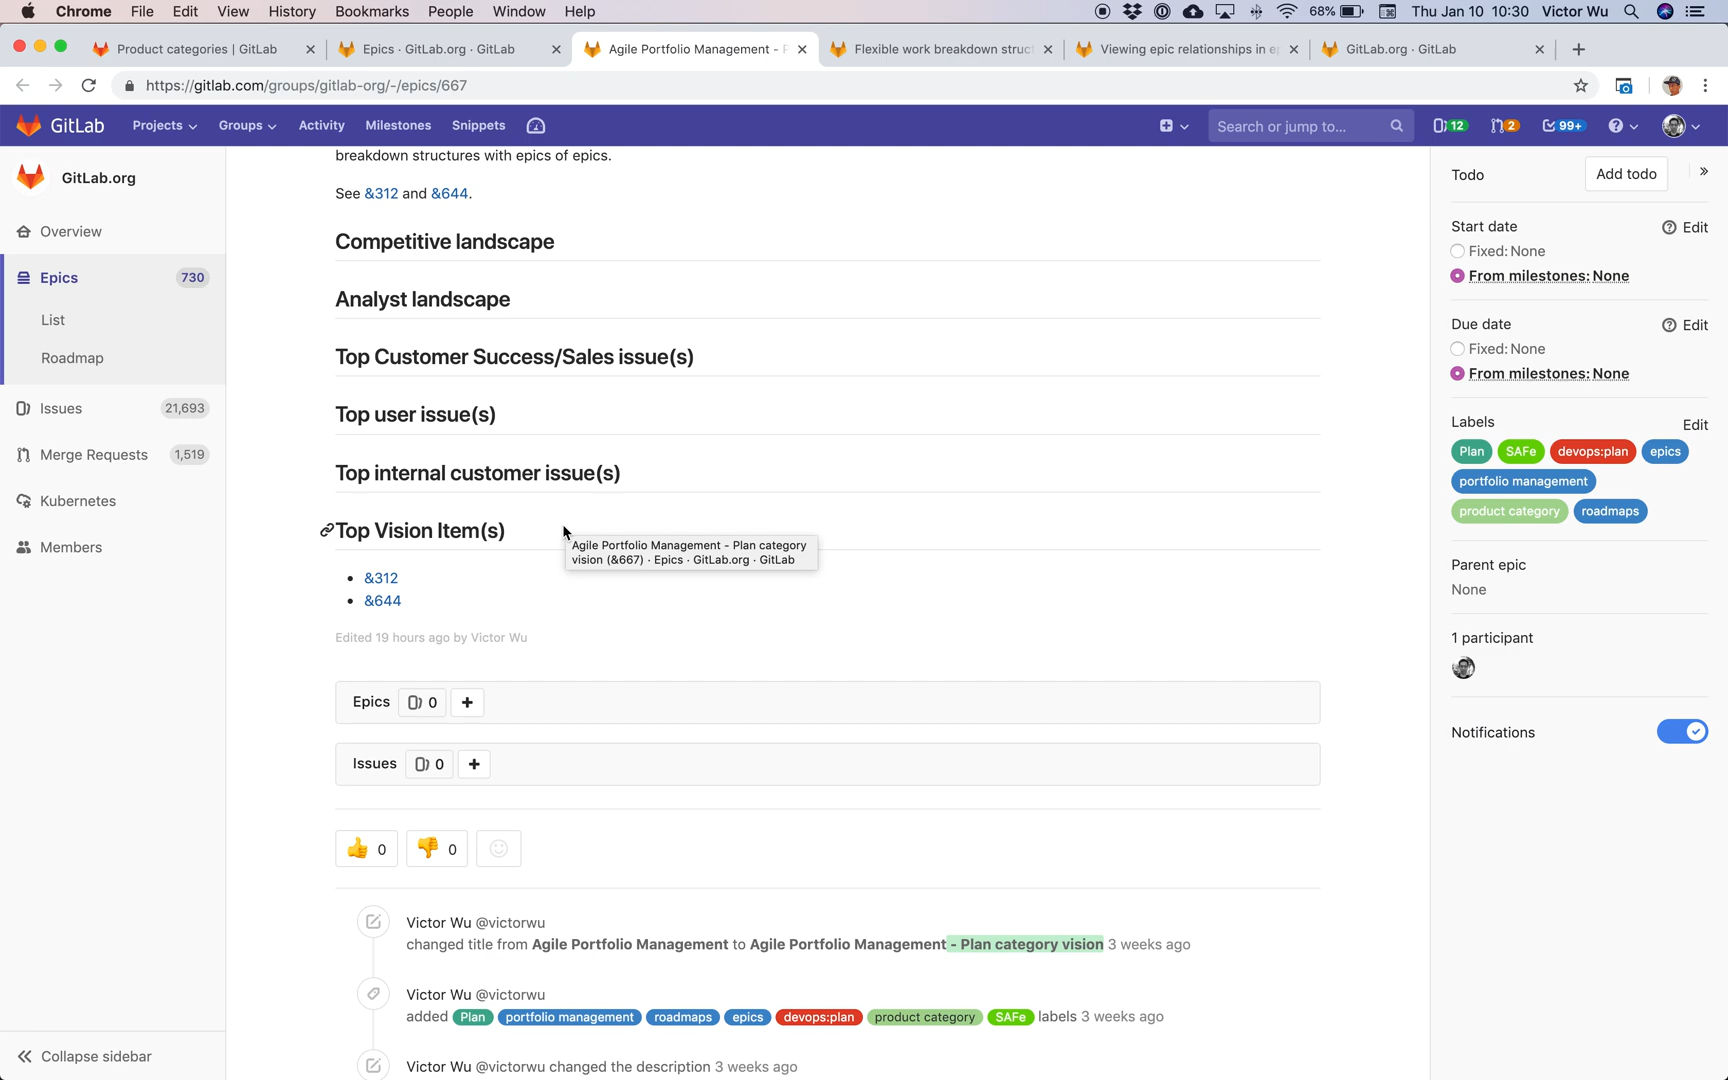 Chrome File Edit View History Bookmarks People Window Help 68% Thu Jan 10 10:30 Victor Wu
Product categories | GitLab
Epics · GitLab.org · GitLab
Agile Portfolio Management - P
Flexible work breakdown struc
Viewing epic relationships in e
GitLab.org · GitLab
https://gitlab.com/groups/gitlab-org/-/epics/667
GitLab Projects Groups Activity Milestones Snippets Search or jump to... 12 2 99+
GitLab.org
Overview
Epics 730
List
Roadmap
Issues 21,693
Merge Requests 1,519
Kubernetes
Members
Collapse sidebar
breakdown structures with epics of epics.
See &312 and &644.
Competitive landscape
Analyst landscape
Top Customer Success/Sales issue(s)
Top user issue(s)
Top internal customer issue(s)
Top Vision Item(s)
Agile Portfolio Management - Plan category
vision (&667) · Epics · GitLab.org · GitLab
• &312
• &644
Edited 19 hours ago by Victor Wu
Epics 0 +
Issues 0 +
👍 0 👎 0
Victor Wu @victorwu
changed title from Agile Portfolio Management to Agile Portfolio Management - Plan category vision 3 weeks ago
Victor Wu @victorwu
added Plan portfolio management roadmaps epics devops:plan product category SAFe labels 3 weeks ago
Victor Wu @victorwu changed the description 3 weeks ago
Todo Add todo »
Start date Edit
Fixed: None
From milestones: None
Due date Edit
Fixed: None
From milestones: None
Labels Edit
Plan SAFe devops:plan epics
portfolio management
product category roadmaps
Parent epic
None
1 participant
Notifications